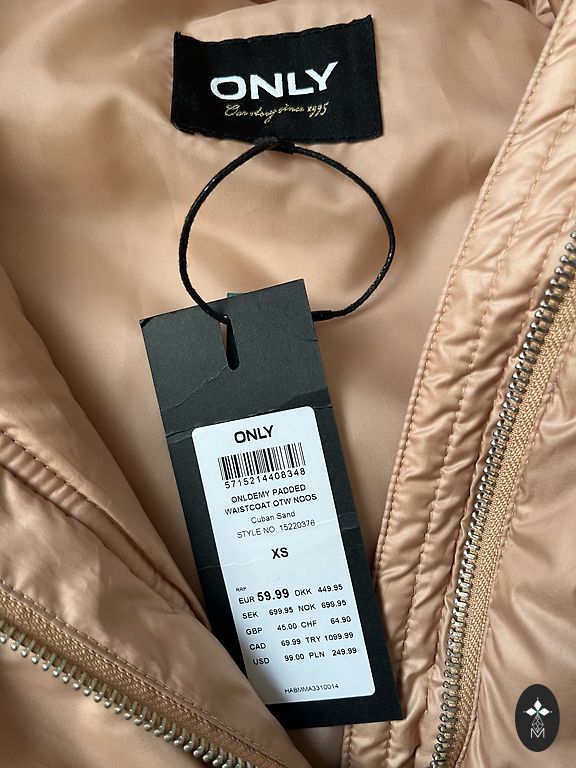 ONLY
Our story since 1995
ONLY
5715214408348
ONLDEMY PADDED
WAISTCOAT OTW NOOS
Cuban Sand
STYLE NO. 15220376
XS
RRP
EUR 59.99 DKK 449.95
SEK 699.95 NOK 699.95
GBP 45.00 CHF 64.90
CAD 69.99 TRY 1099.99
USD 99.00 PLN 249.99
HABMMA3310014
M